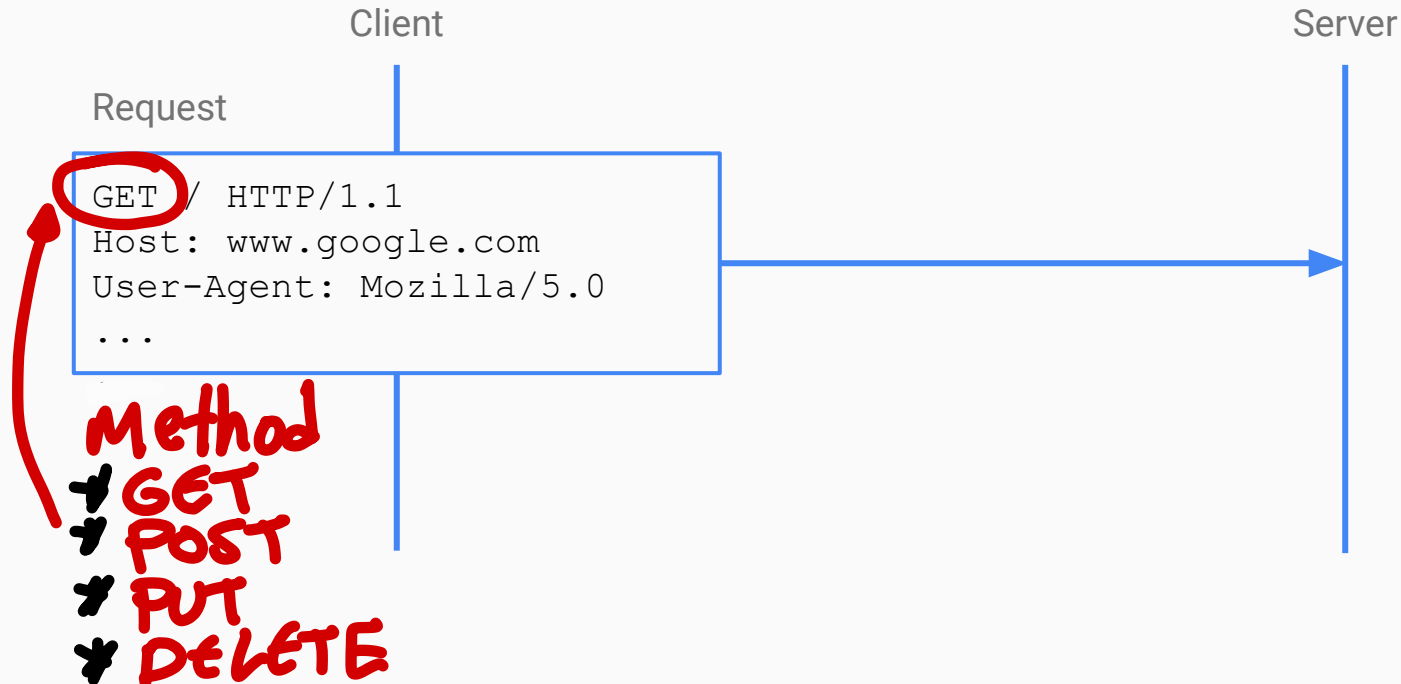 Client
Server
Request
GET / HTTP/1.1
Host: www.google.com
User-Agent: Mozilla/5.0
...
Method
* GET
* POST
* PUT
* DELETE